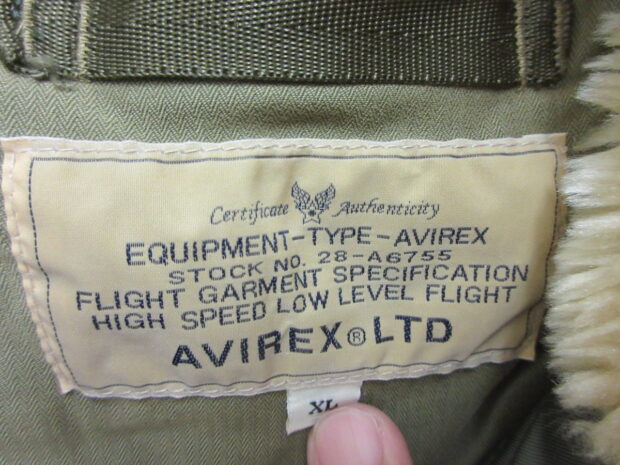 Certificate Authenticity
EQUIPMENT-TYPE-AVIREX
STOCK NO. 28-A6755
FLIGHT GARMENT SPECIFICATION
HIGH SPEED LOW LEVEL FLIGHT
AVIREX® LTD
XL